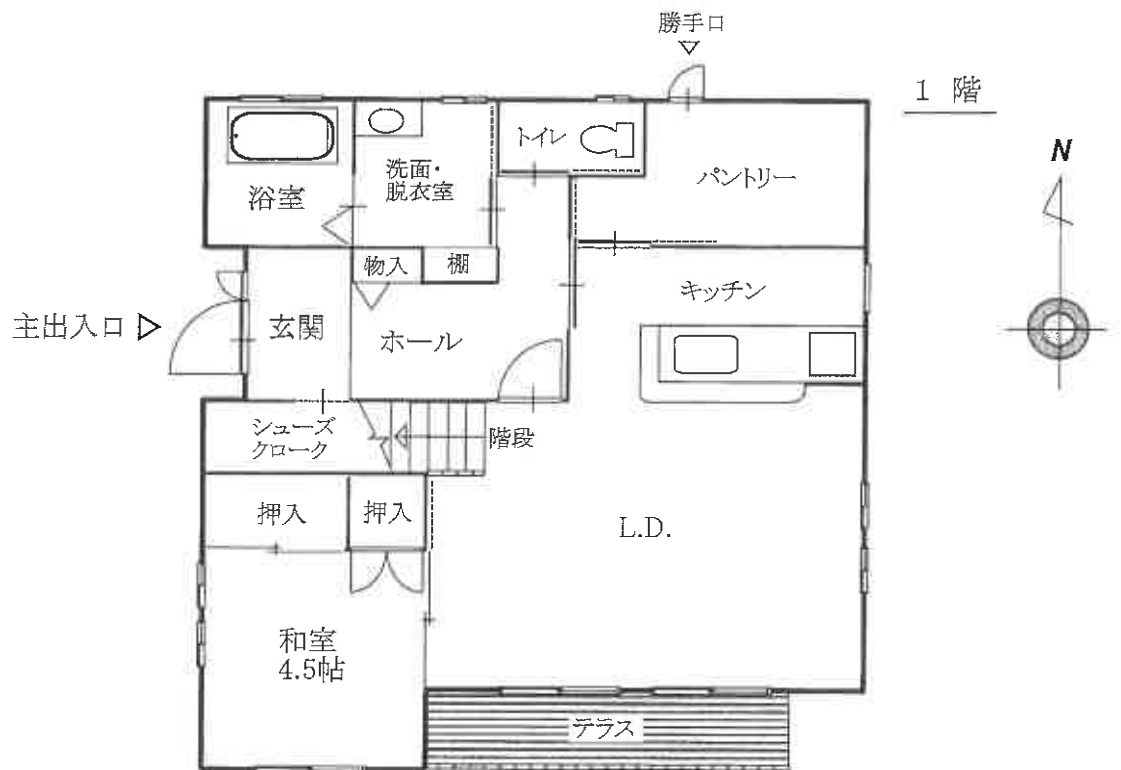 勝手口
1 階
N
トイレ
洗面・
脱衣室
浴室
パントリー
物入
棚
キッチン
主出入口
玄関
ホール
シューズ
クローク
階段
押入
押入
L.D.
和室
4.5帖
テラス